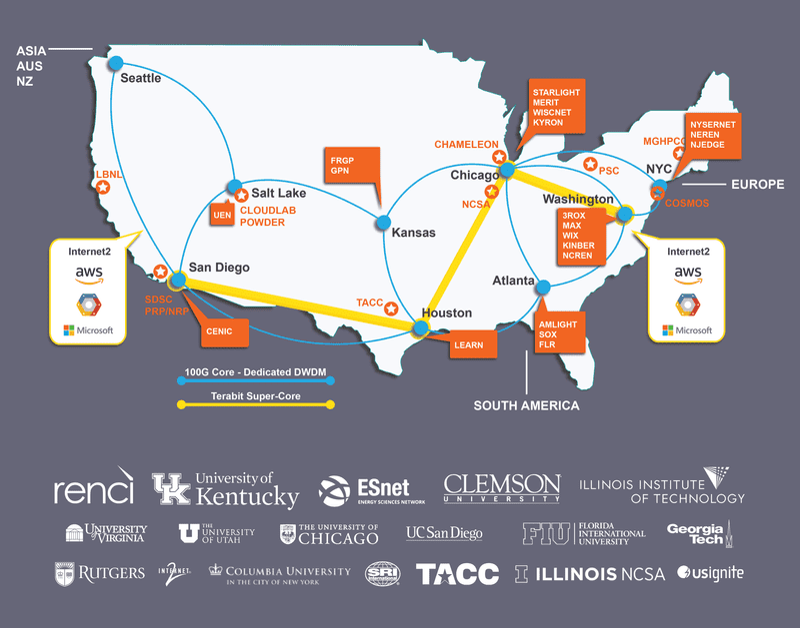 ASIA
AUS
NZ
Seattle
STARLIGHT
MERIT
WISCNET
KYRON
NYSERNET
NEREN
NJEDGE
CHAMELEON
MGHPCC
FRGP
GPN
Chicago
PSC
NYC
LBNL
EUROPE
Salt Lake
NCSA
Washington
COSMOS
UEN
CLOUDLAB
POWDER
3ROX
MAX
WIX
KINBER
NCREN
Kansas
Internet2
aws
Microsoft
Internet2
aws
Microsoft
San Diego
Atlanta
SDSC
PRP/NRP
TACC
Houston
CENIC
LEARN
AMLIGHT
SOX
FLR
100G Core - Dedicated DWDM
Terabit Super-Core
SOUTH AMERICA
renci
UK University of
Kentucky
ESnet
ENERGY SCIENCES NETWORK
CLEMSON
UNIVERSITY
ILLINOIS INSTITUTE
OF TECHNOLOGY
UNIVERSITY
VIRGINIA
U THE
UNIVERSITY
OF UTAH
THE UNIVERSITY OF
CHICAGO
UC San Diego
FIU FLORIDA
INTERNATIONAL
UNIVERSITY
Georgia
Tech
RUTGERS
INTERNET
2
COLUMBIA UNIVERSITY
IN THE CITY OF NEW YORK
SRI
International
TACC
I ILLINOIS NCSA
usignite